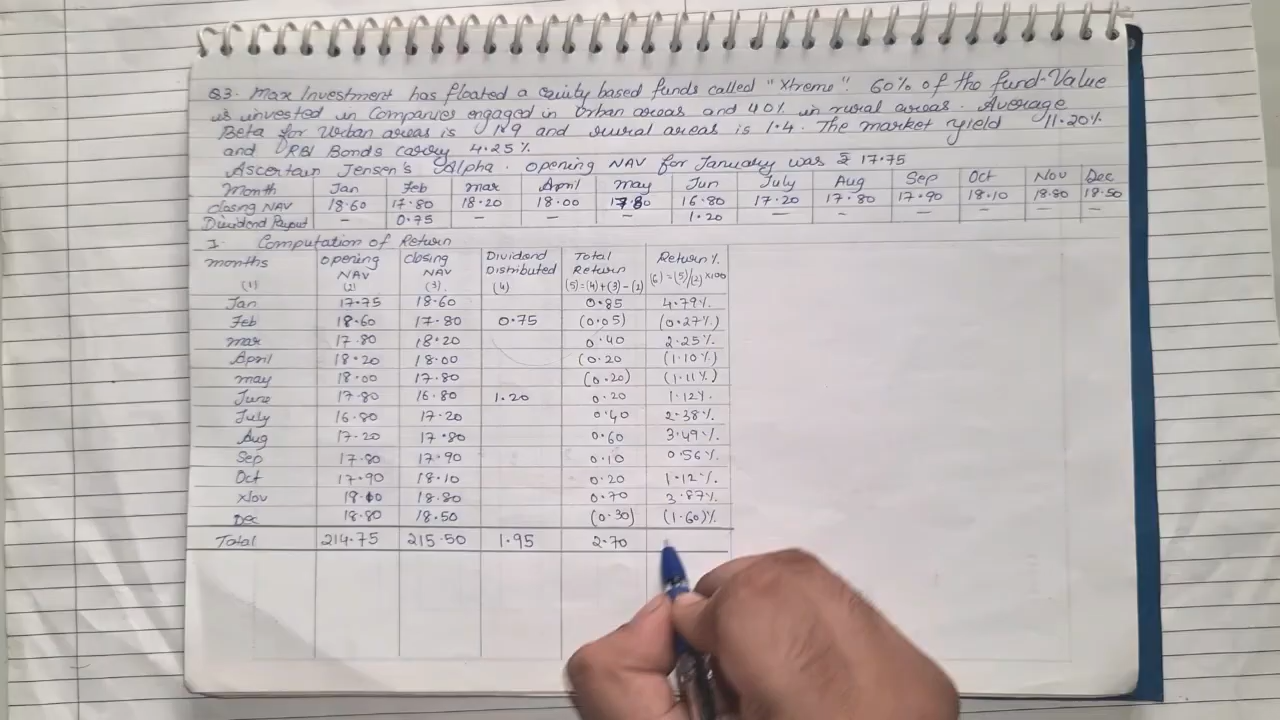 Q3. Max Investment has floated a equity based funds called "Xtreme". 60% of the fund-Value
is invested in Companies engaged in Urban areas and 40% in rural areas. Average
Beta for Urban areas is 1.9 and rural areas is 1.4. The market yield 11.20%
and RBI Bonds carry 4.25%
Ascertain Jensen's Alpha. opening NAV for January was ₹ 17.75
Month Jan Feb mar April may Jun July Aug Sep Oct Nov Dec
closing NAV 18.60 17.80 18.20 18.00 17.80 16.80 17.20 17.80 17.90 18.10 18.80 18.50
Dividend Payout – 0.75 – – – 1.20 – – – – – –
I. Computation of Return
months opening NAV closing NAV Dividend Distributed Total Return Return %
(1) (2) (3) (4) (5)=(4)+(3)-(2) (6)=(5)/(2)×100
Jan 17.75 18.60 0.85 4.79%
Feb 18.60 17.80 0.75 (0.05) (0.27%)
mar 17.80 18.20 0.40 2.25%
April 18.20 18.00 (0.20 (1.10%)
may 18.00 17.80 (0.20) (1.11%)
June 17.80 16.80 1.20 0.20 1.12%
July 16.80 17.20 0.40 2.38%
Aug 17.20 17.80 0.60 3.49%
Sep 17.80 17.90 0.10 0.56%
Oct 17.90 18.10 0.20 1.12%
Nov 18.10 18.80 0.70 3.87%
Dec 18.80 18.50 (0.30) (1.60)%
Total 214.75 215.50 1.95 2.70